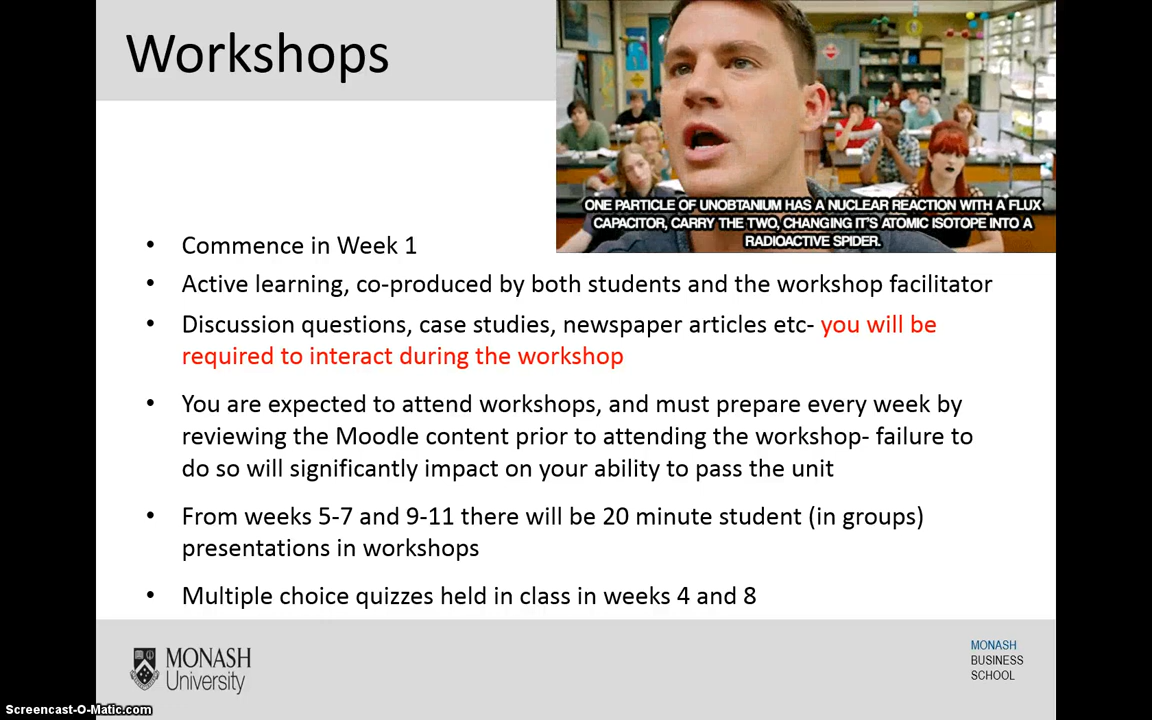 Workshops
ONE PARTICLE OF UNOBTANIUM HAS A NUCLEAR REACTION WITH A FLUX
CAPACITOR, CARRY THE TWO, CHANGING IT'S ATOMIC ISOTOPE INTO A
RADIOACTIVE SPIDER.
• Commence in Week 1
• Active learning, co-produced by both students and the workshop facilitator
• Discussion questions, case studies, newspaper articles etc- you will be
required to interact during the workshop
• You are expected to attend workshops, and must prepare every week by
reviewing the Moodle content prior to attending the workshop- failure to
do so will significantly impact on your ability to pass the unit
• From weeks 5-7 and 9-11 there will be 20 minute student (in groups)
presentations in workshops
• Multiple choice quizzes held in class in weeks 4 and 8
MONASH
University
MONASH
BUSINESS
SCHOOL
Screencast-O-Matic.com